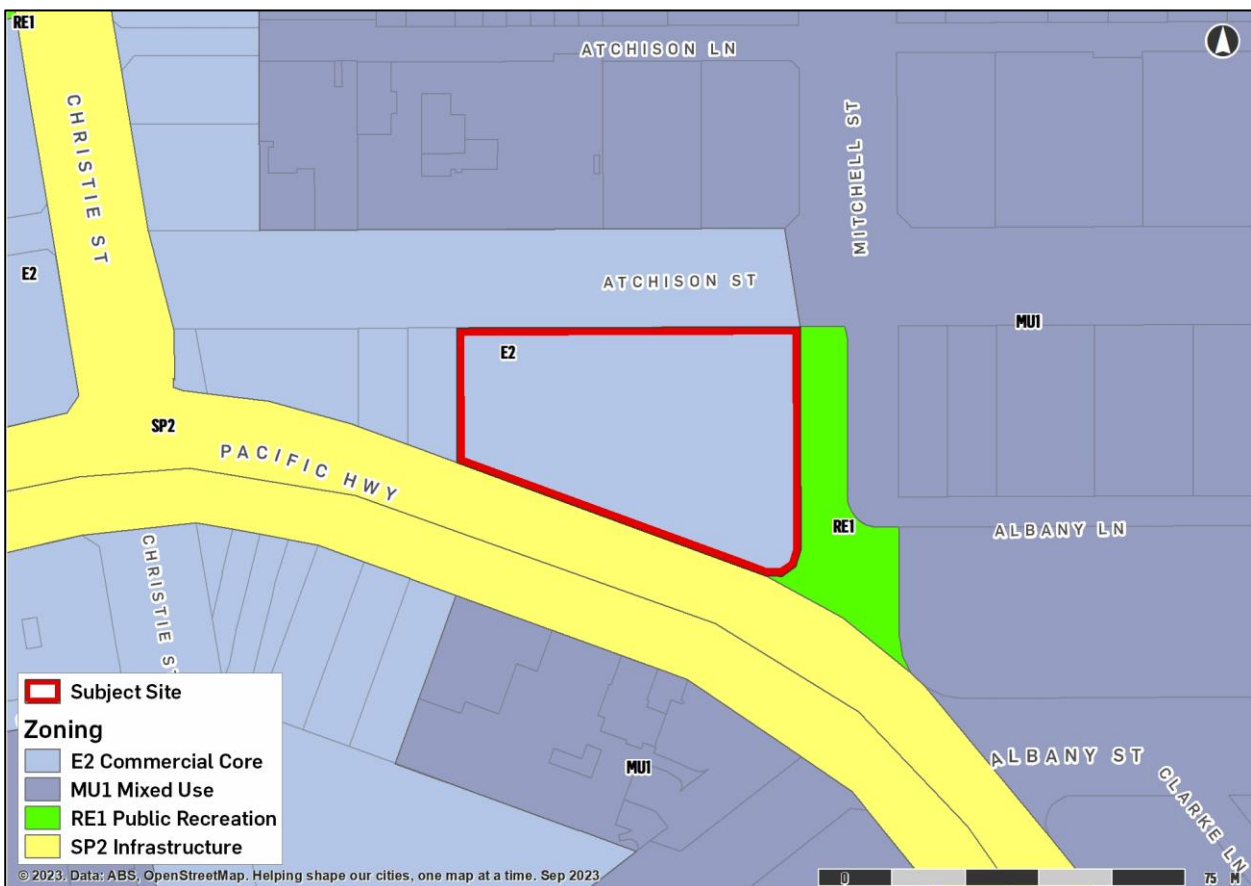 RE1
ATCHISON LN
CHRISTIE ST
MITCHELL ST
E2
ATCHISON ST
MU1
E2
SP2
PACIFIC HWY
RE1
ALBANY LN
CHRISTIE S
Subject Site
Zoning
E2 Commercial Core
MU1 Mixed Use
RE1 Public Recreation
SP2 Infrastructure
MU1
ALBANY ST
CLARKE LN
© 2023. Data: ABS, OpenStreetMap. Helping shape our cities, one map at a time. Sep 2023
0 75 M